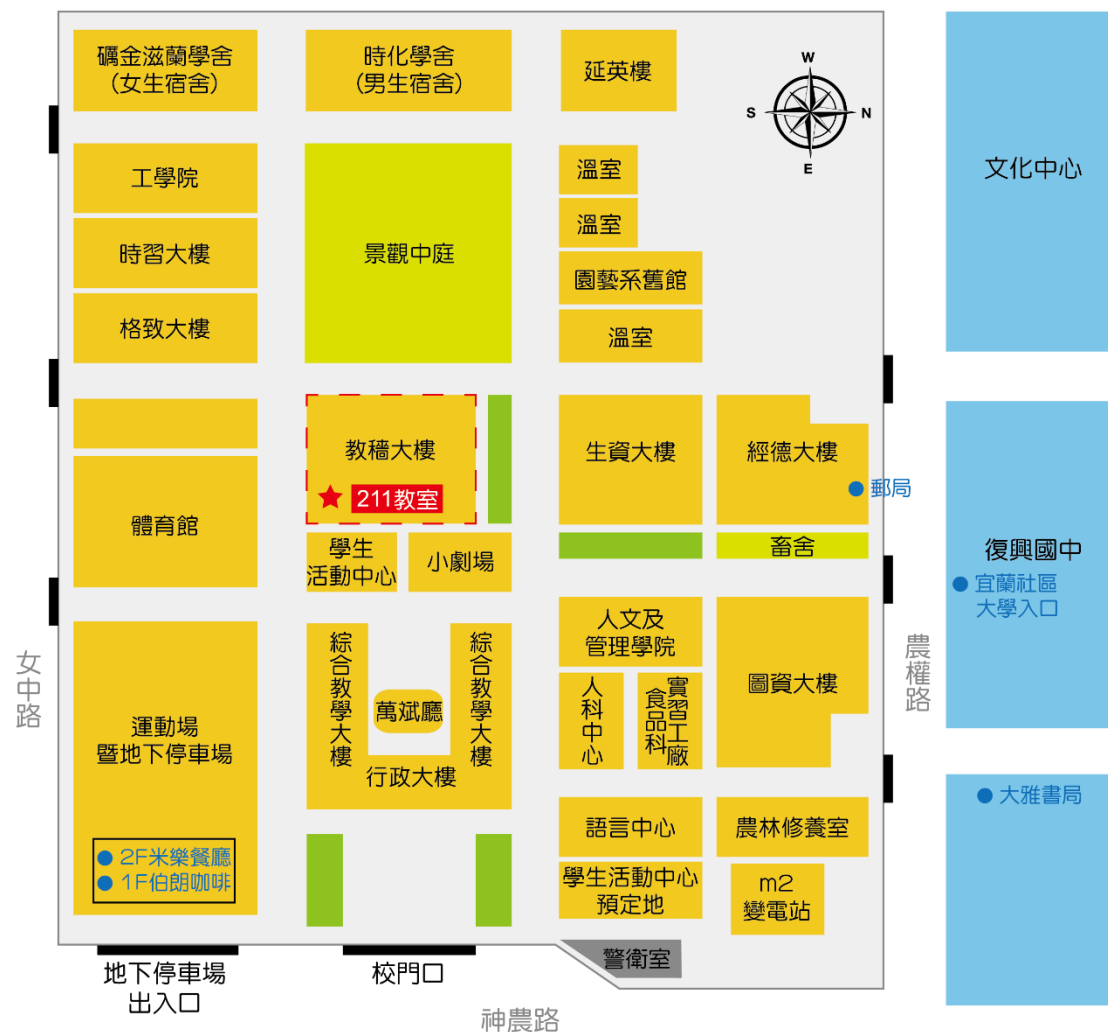 礪金滋蘭學舍
(女生宿舍)
時化學舍
(男生宿舍)
延英樓
W
S
N
E
文化中心
工學院
時習大樓
格致大樓
景觀中庭
溫室
溫室
園藝系舊館
溫室
教穡大樓
211教室
生資大樓
經德大樓
郵局
體育館
學生
活動中心
小劇場
畜舍
復興國中
宜蘭社區
大學入口
女中路
運動場
暨地下停車場
2F米樂餐廳
1F伯朗咖啡
綜合教學大樓
萬斌廳
綜合教學大樓
行政大樓
人文及
管理學院
人科中心
食品科
實習工廠
圖資大樓
農權路
大雅書局
語言中心
農林修養室
學生活動中心
預定地
m2
變電站
警衛室
地下停車場
出入口
校門口
神農路